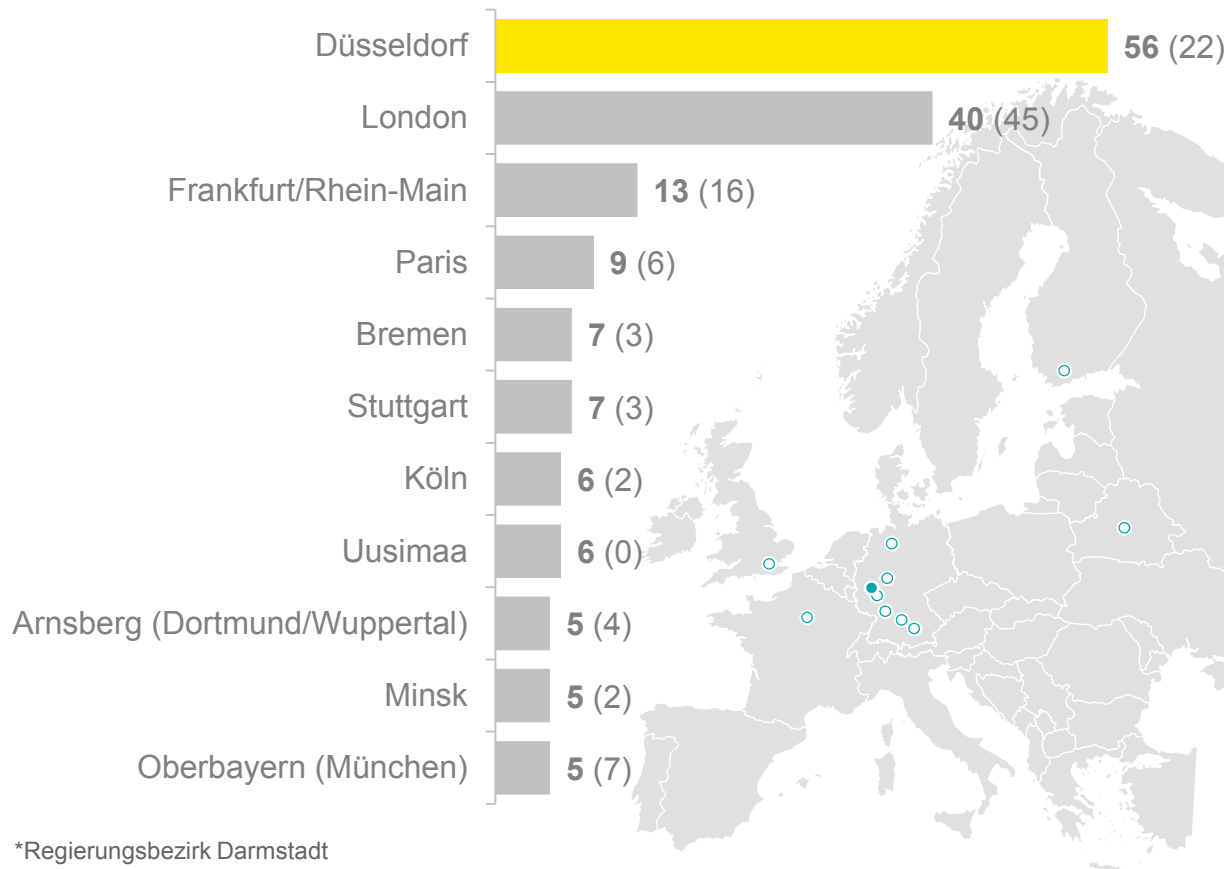 Düsseldorf 56 (22)
London 40 (45)
Frankfurt/Rhein-Main 13 (16)
Paris 9 (6)
Bremen 7 (3)
Stuttgart 7 (3)
Köln 6 (2)
Uusimaa 6 (0)
Arnsberg (Dortmund/Wuppertal) 5 (4)
Minsk 5 (2)
Oberbayern (München) 5 (7)
*Regierungsbezirk Darmstadt